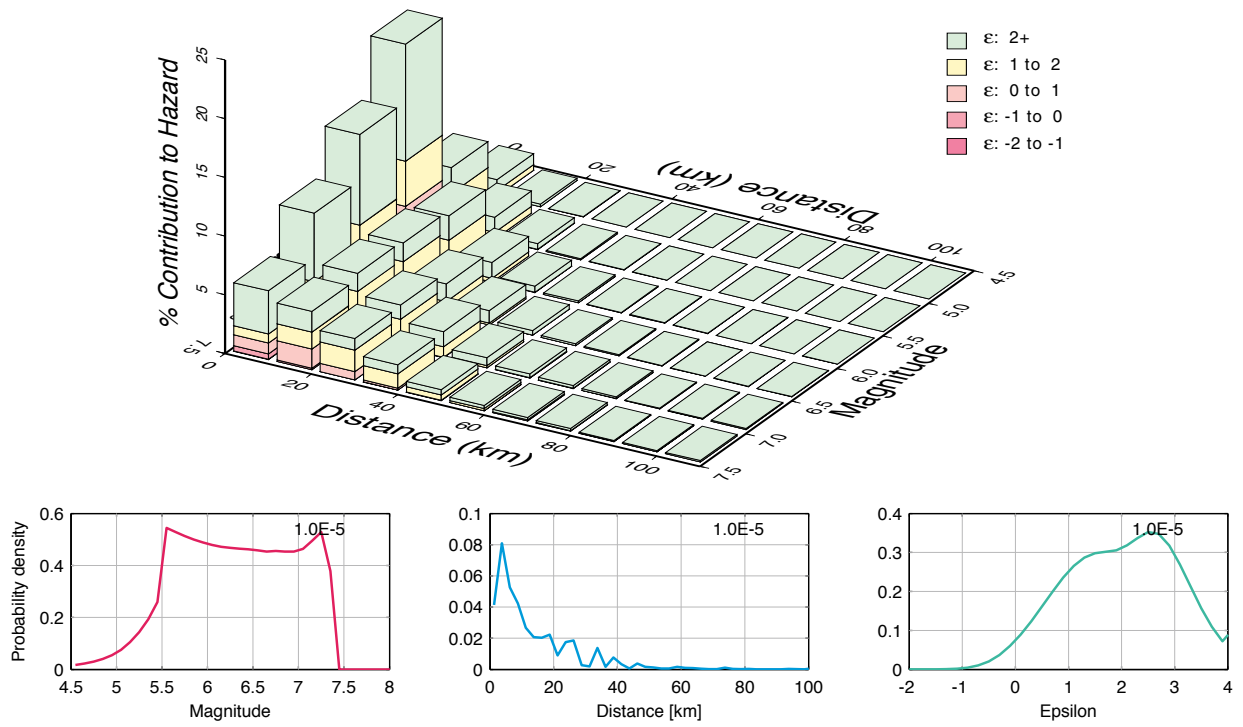 ε: 2+
ε: 1 to 2
ε: 0 to 1
ε: -1 to 0
ε: -2 to -1
% Contribution to Hazard
25
20
15
10
5
0
20
40
60
80
100
Distance (km)
4.5
5.0
5.5
6.0
6.5
7.0
7.5
Magnitude
7.5
0
20
40
60
80
100
Distance (km)
Probability density
0.6
0.4
0.2
0
1.0E-5
4.5 5 5.5 6 6.5 7 7.5 8
Magnitude
0.1
0.08
0.06
0.04
0.02
0
1.0E-5
0 20 40 60 80 100
Distance [km]
0.4
0.3
0.2
0.1
0
1.0E-5
-2 -1 0 1 2 3 4
Epsilon